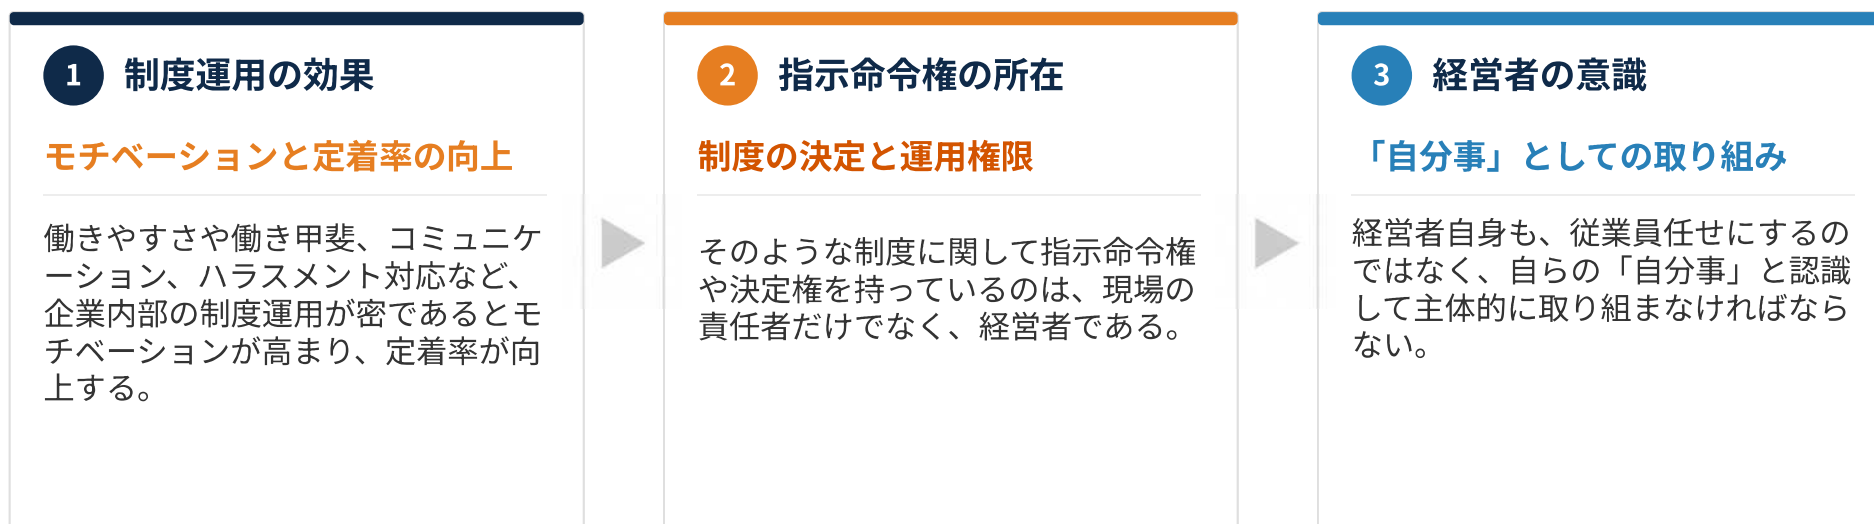 1 制度運用の効果
モチベーションと定着率の向上
働きやすさや働き甲斐、コミュニケ
ーション、ハラスメント対応など、
企業内部の制度運用が密であるとモ
チベーションが高まり、定着率が向
上する。
2 指示命令権の所在
制度の決定と運用権限
そのような制度に関して指示命令権
や決定権を持っているのは、現場の
責任者だけでなく、経営者である。
3 経営者の意識
「自分事」としての取り組み
経営者自身も、従業員任せにするの
ではなく、自らの「自分事」と認識
して主体的に取り組まなければなら
ない。